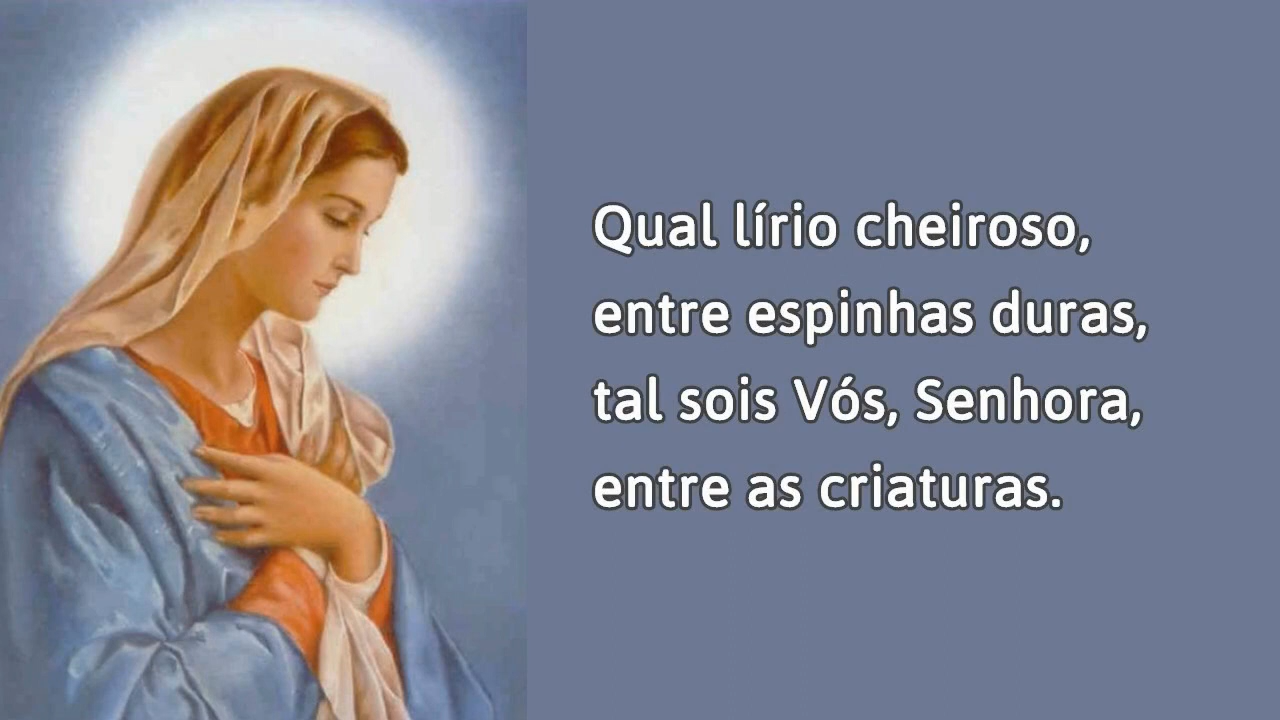 Qual lírio cheiroso,
entre espinhas duras,
tal sois Vós, Senhora,
entre as criaturas.